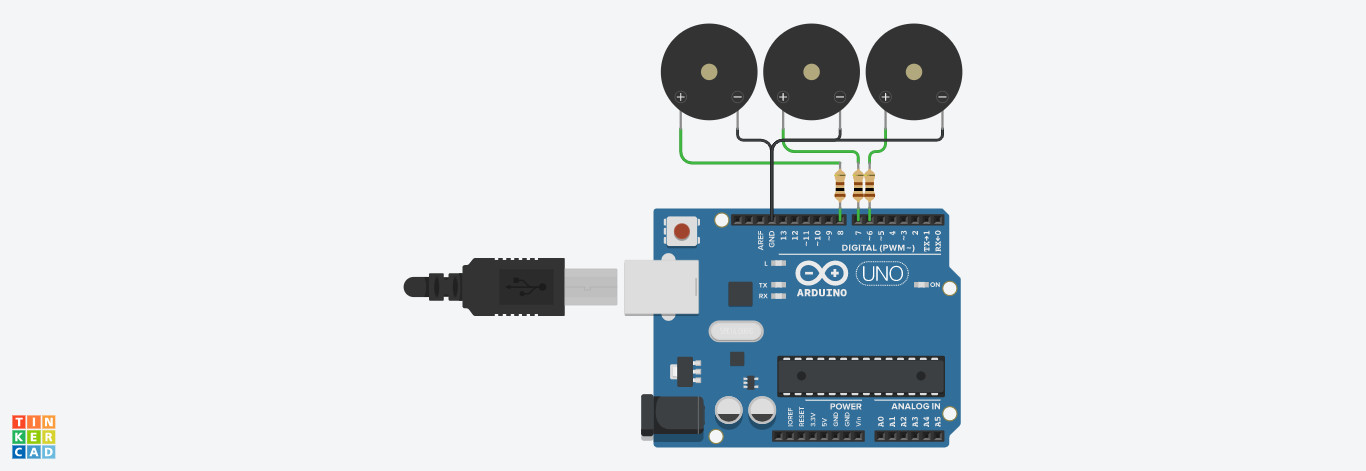 + − + − + −
AREF
GND
13
12
~11
~10
~9
8
7
~6
~5
4
~3
2
TX→1
RX←0
DIGITAL (PWM~)
L
TX
RX
ARDUINO
UNO
ON
POWER
ANALOG IN
IOREF
RESET
3.3V
5V
GND
GND
Vin
A0
A1
A2
A3
A4
A5
TIN
KER
CAD